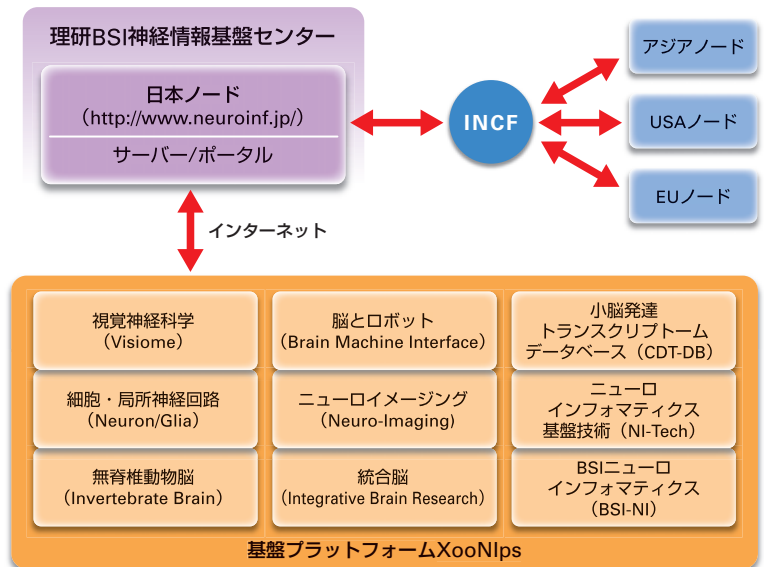 理研BSI神経情報基盤センター
日本ノード
（http://www.neuroinf.jp/）
サーバー/ポータル
INCF
アジアノード
USAノード
EUノード
インターネット
視覚神経科学
（Visiome）
脳とロボット
（Brain Machine Interface）
小脳発達
トランスクリプトーム
データベース（CDT-DB）
細胞・局所神経回路
（Neuron/Glia）
ニューロイメージング
（Neuro-Imaging)
ニューロ
インフォマティクス
基盤技術（NI-Tech）
無脊椎動物脳
（Invertebrate Brain）
統合脳
（Integrative Brain Research）
BSIニューロ
インフォマティクス
（BSI-NI）
基盤プラットフォームXooNIps